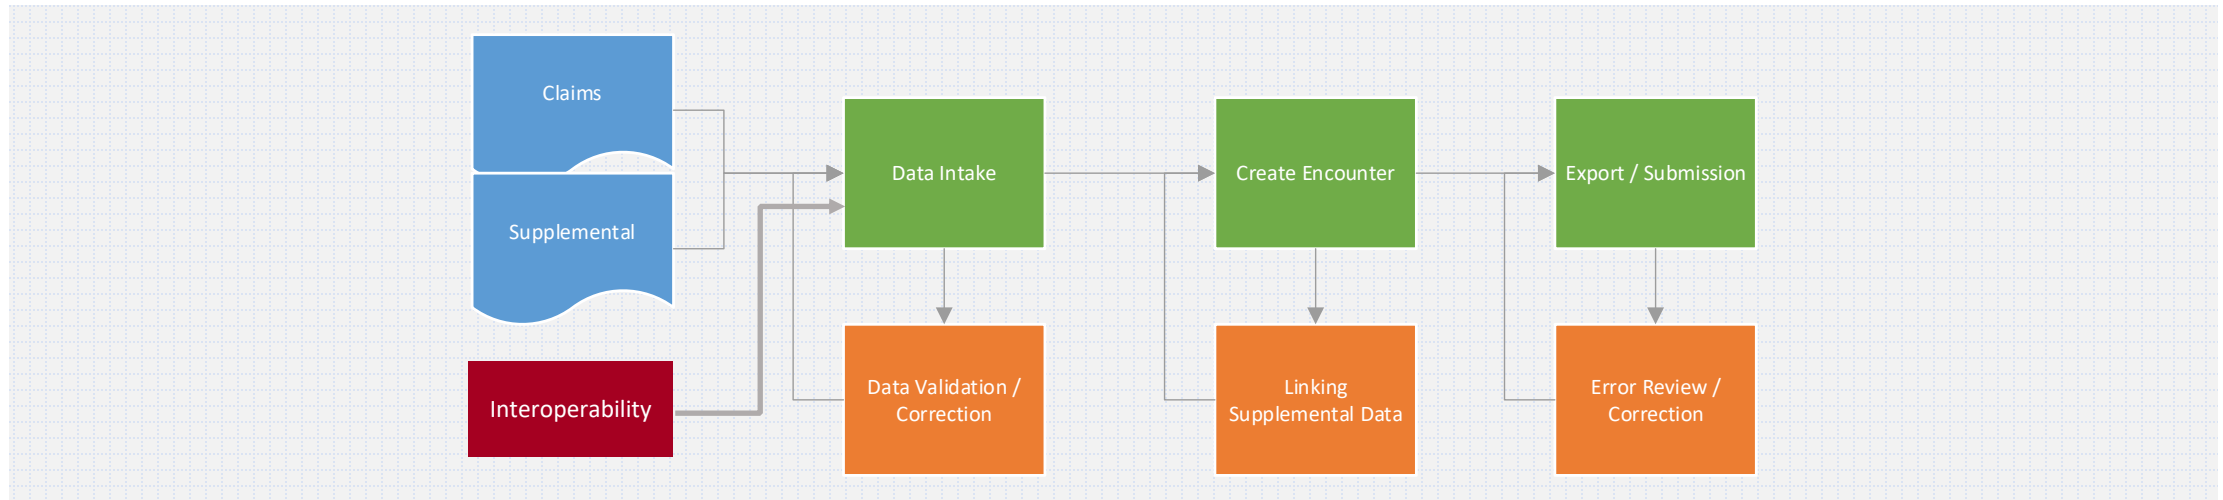 Claims
Supplemental
Interoperability
Data Intake
Data Validation /
Correction
Create Encounter
Linking
Supplemental Data
Export / Submission
Error Review /
Correction